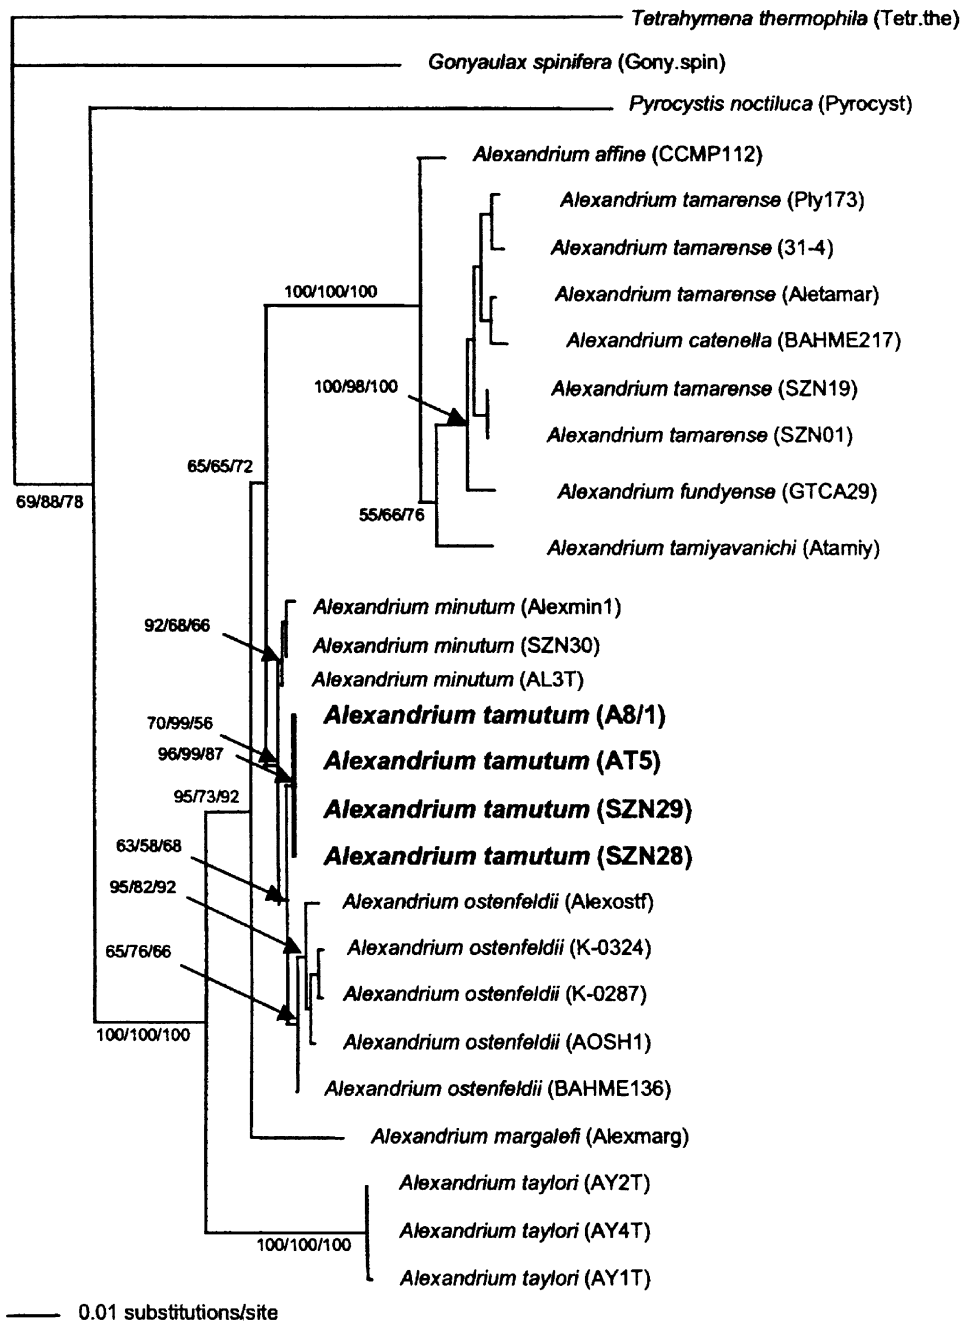 Tetrahymena thermophila (Tetr.the)
Gonyaulax spinifera (Gony.spin)
Pyrocystis noctiluca (Pyrocyst)
Alexandrium affine (CCMP112)
Alexandrium tamarense (Ply173)
Alexandrium tamarense (31-4)
100/100/100
Alexandrium tamarense (Aletamar)
Alexandrium catenella (BAHME217)
100/98/100
Alexandrium tamarense (SZN19)
Alexandrium tamarense (SZN01)
65/65/72
69/88/78
Alexandrium fundyense (GTCA29)
55/66/76
Alexandrium tamiyavanichi (Atamiy)
Alexandrium minutum (Alexmin1)
92/68/66
Alexandrium minutum (SZN30)
Alexandrium minutum (AL3T)
70/99/56
Alexandrium tamutum (A8/1)
96/99/87
Alexandrium tamutum (AT5)
95/73/92
Alexandrium tamutum (SZN29)
63/58/68
Alexandrium tamutum (SZN28)
95/82/92
Alexandrium ostenfeldii (Alexostf)
65/76/66
Alexandrium ostenfeldii (K-0324)
Alexandrium ostenfeldii (K-0287)
100/100/100
Alexandrium ostenfeldii (AOSH1)
Alexandrium ostenfeldii (BAHME136)
Alexandrium margalefi (Alexmarg)
Alexandrium taylori (AY2T)
Alexandrium taylori (AY4T)
100/100/100
Alexandrium taylori (AY1T)
0.01 substitutions/site